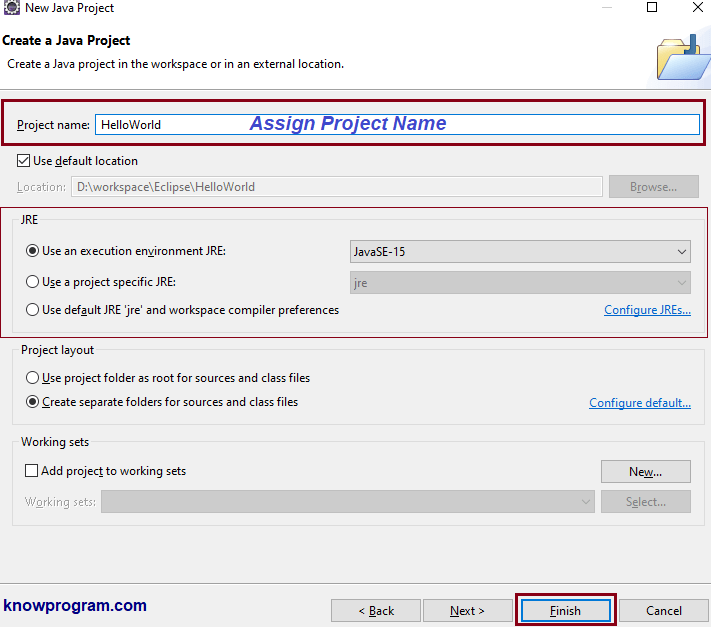 New Java Project
Create a Java Project
Create a Java project in the workspace or in an external location.
Project name: HelloWorld Assign Project Name
Use default location
Location: D:\workspace\Eclipse\HelloWorld Browse...
JRE
Use an execution environment JRE: JavaSE-15
Use a project specific JRE: jre
Use default JRE 'jre' and workspace compiler preferences Configure JREs...
Project layout
Use project folder as root for sources and class files
Create separate folders for sources and class files Configure default...
Working sets
Add project to working sets New...
Working sets: Select...
knowprogram.com < Back Next > Finish Cancel